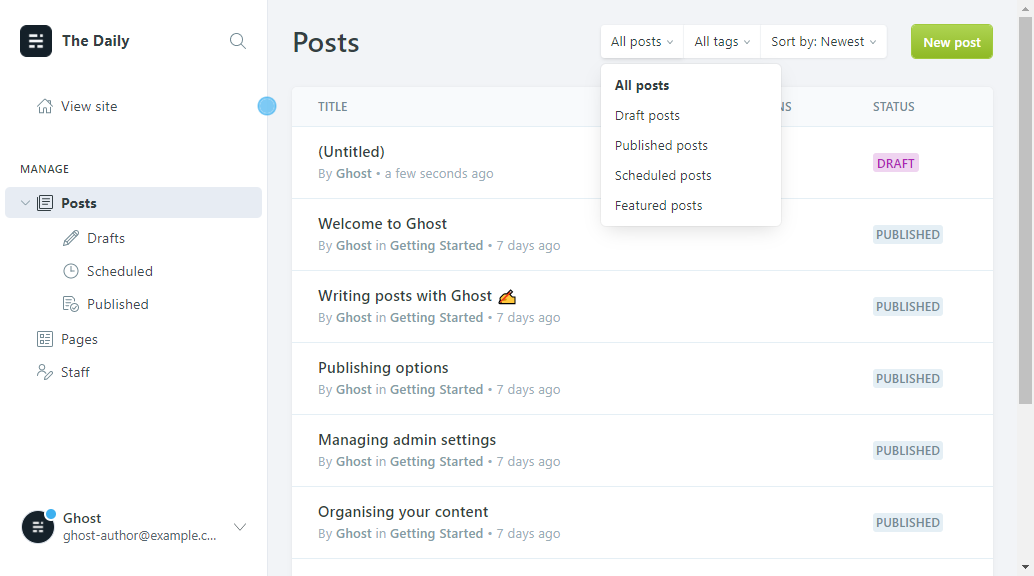 The Daily
View site
MANAGE
Posts
Drafts
Scheduled
Published
Pages
Staff
Ghost
ghost-author@example.c...
Posts
All posts
All tags
Sort by: Newest
New post
All posts
Draft posts
Published posts
Scheduled posts
Featured posts
TITLE
STATUS
(Untitled)
By Ghost • a few seconds ago
DRAFT
Welcome to Ghost
By Ghost in Getting Started • 7 days ago
PUBLISHED
Writing posts with Ghost ✍️
By Ghost in Getting Started • 7 days ago
PUBLISHED
Publishing options
By Ghost in Getting Started • 7 days ago
PUBLISHED
Managing admin settings
By Ghost in Getting Started • 7 days ago
PUBLISHED
Organising your content
By Ghost in Getting Started • 7 days ago
PUBLISHED